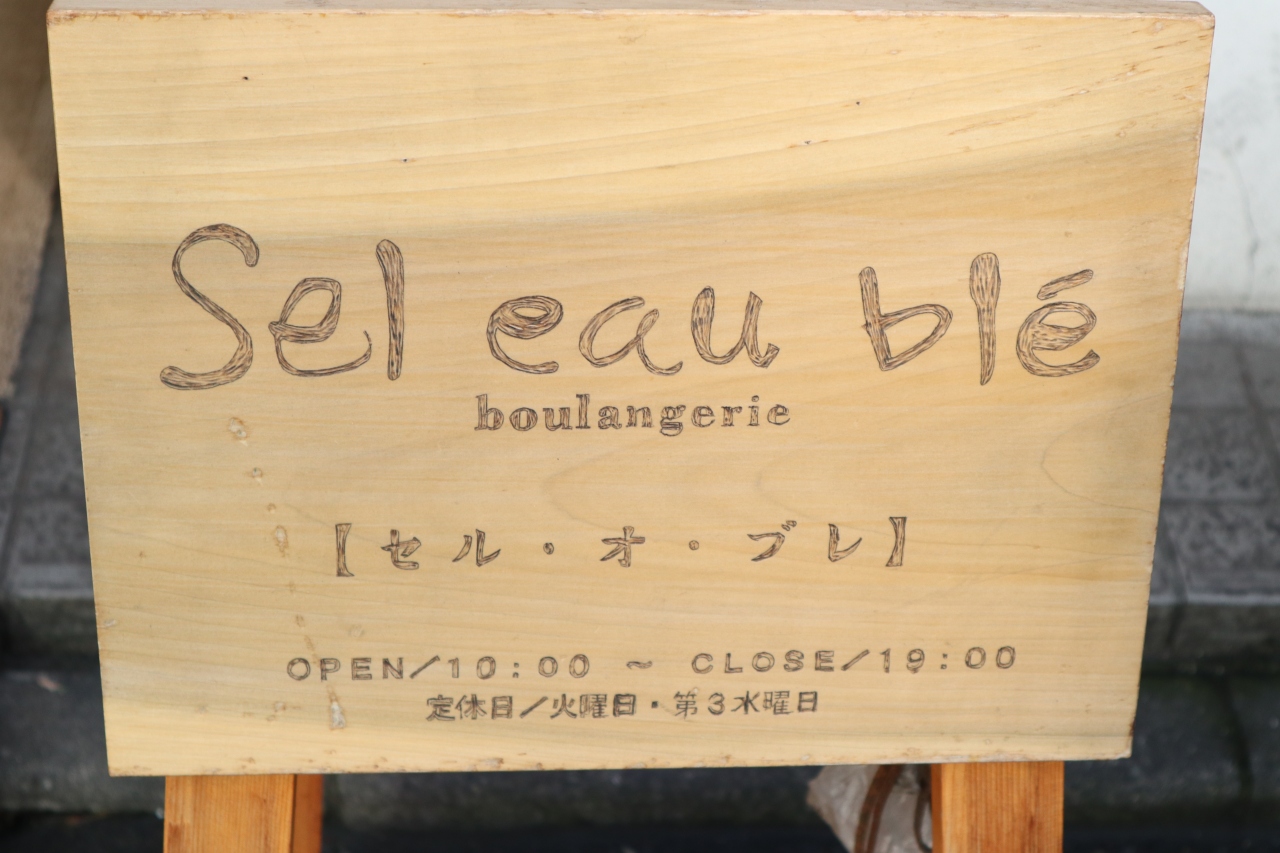 Sel eau blé
boulangerie
【セル・オ・ブレ】
OPEN/10:00 ~ CLOSE/19:00
定休日/火曜日・第3水曜日